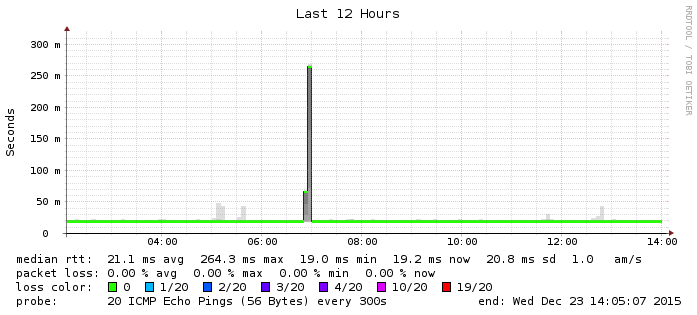 Last 12 Hours
RRDTOOL / TOBI OETIKER
Seconds
300 m
250 m
200 m
150 m
100 m
50 m
0
04:00 06:00 08:00 10:00 12:00 14:00
median rtt: 21.1 ms avg 264.3 ms max 19.0 ms min 19.2 ms now 20.8 ms sd 1.0 am/s
packet loss: 0.00 % avg 0.00 % max 0.00 % min 0.00 % now
loss color: 0 1/20 2/20 3/20 4/20 10/20 19/20
probe: 20 ICMP Echo Pings (56 Bytes) every 300s end: Wed Dec 23 14:05:07 2015